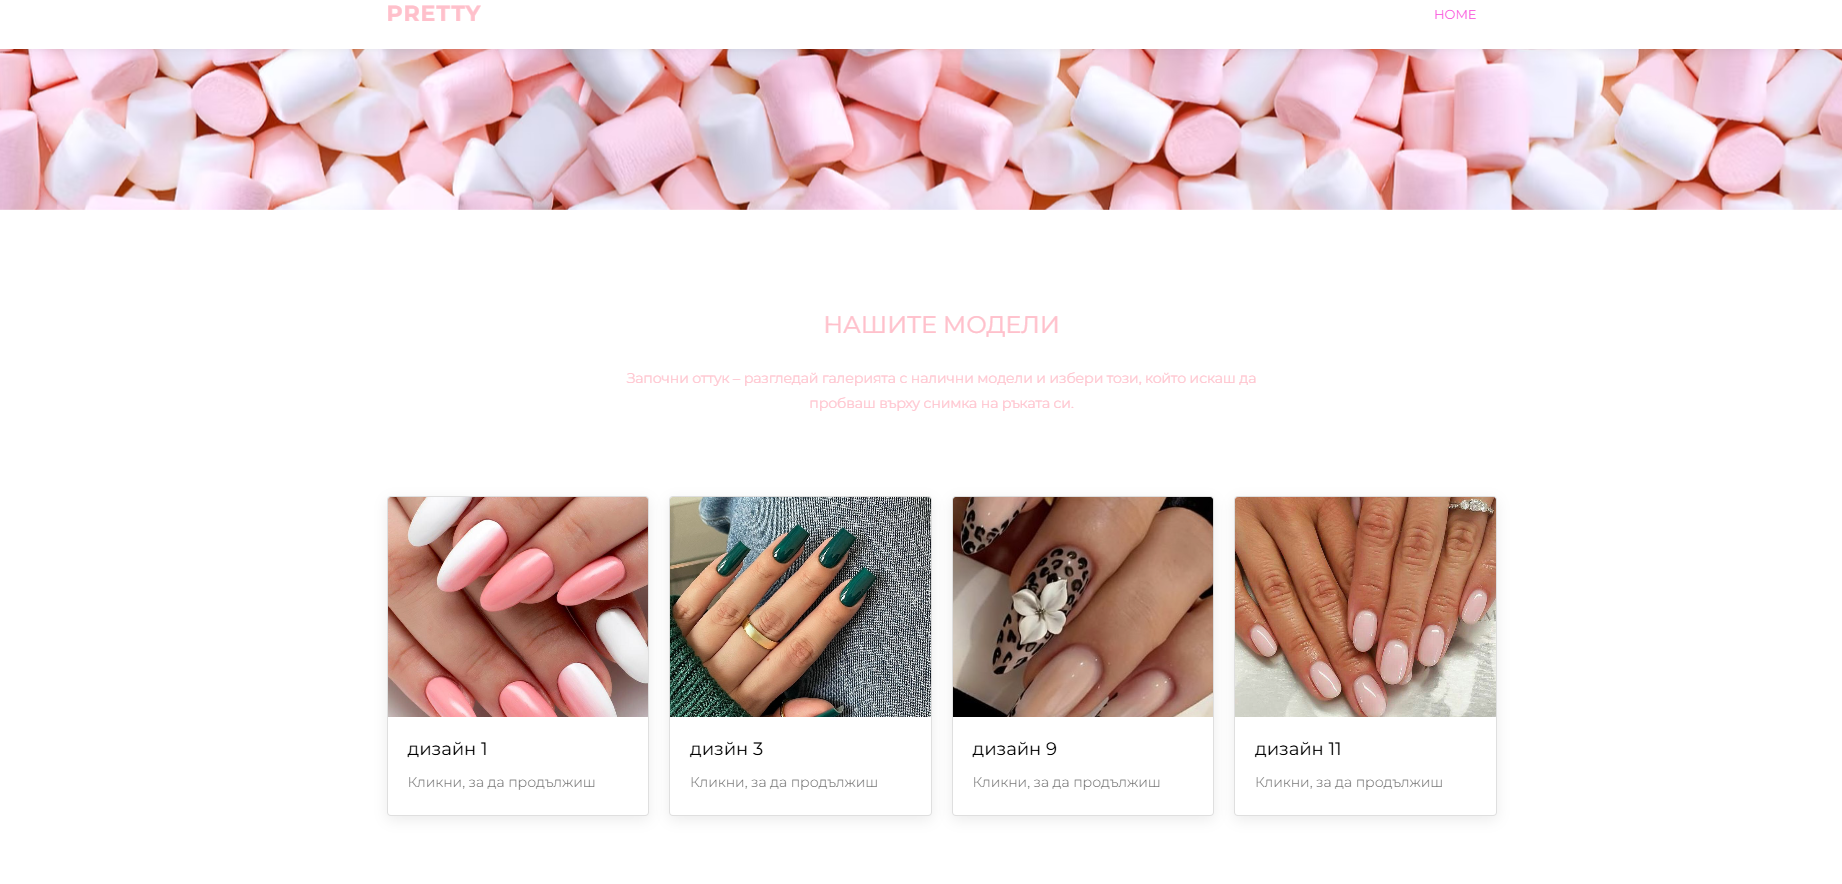 PRETTY
HOME
НАШИТЕ МОДЕЛИ
Започни оттук – разгледай галерията с налични модели и избери този, който искаш да
пробваш върху снимка на ръката си.
дизайн 1
Кликни, за да продължиш
дизйн 3
Кликни, за да продължиш
дизайн 9
Кликни, за да продължиш
дизайн 11
Кликни, за да продължиш